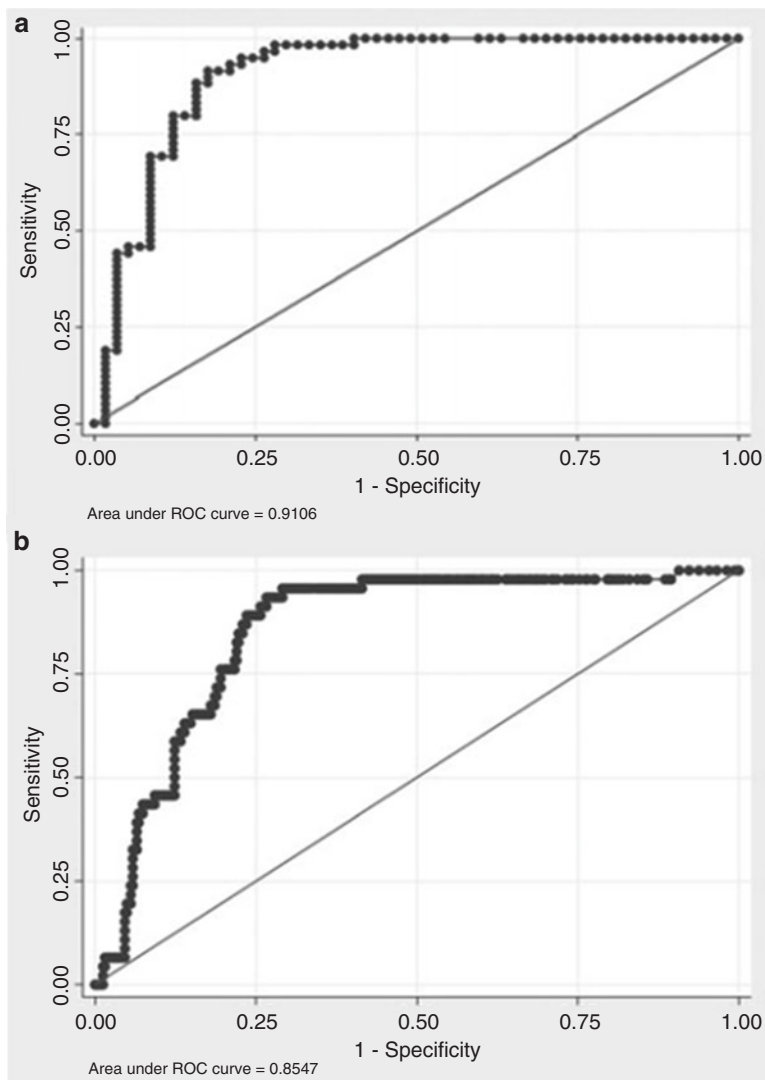 a
1.00
0.75
0.50
0.25
0.00
Sensitivity
0.00 0.25 0.50 0.75 1.00
1 - Specificity
Area under ROC curve = 0.9106
b
1.00
0.75
0.50
0.25
0.00
Sensitivity
0.00 0.25 0.50 0.75 1.00
1 - Specificity
Area under ROC curve = 0.8547